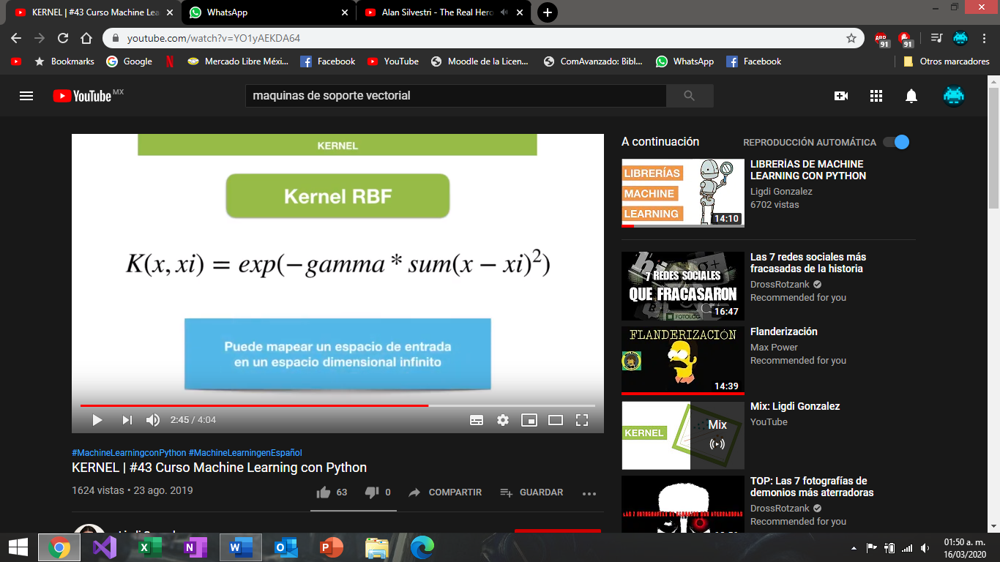 KERNEL | #43 Curso Machine Lea
WhatsApp
Alan Silvestri - The Real Hero
youtube.com/watch?v=YO1yAEKDA64
ABP
91
91
Bookmarks
Google
Mercado Libre Méxi...
Facebook
YouTube
Moodle de la Licen...
ComAvanzado: Bibl...
WhatsApp
Facebook
Otros marcadores
YouTube MX
maquinas de soporte vectorial
KERNEL
Kernel RBF
K(x, xi) = exp(−gamma * sum(x − xi)²)
Puede mapear un espacio de entrada
en un espacio dimensional infinito
2:45 / 4:04
#MachineLearningconPython #MachineLearningenEspañol
KERNEL | #43 Curso Machine Learning con Python
1624 vistas • 23 ago. 2019
63
0
COMPARTIR
GUARDAR
A continuación
REPRODUCCIÓN AUTOMÁTICA
LIBRERÍAS
MACHINE
LEARNING
14:10
LIBRERÍAS DE MACHINE
LEARNING CON PYTHON
Ligdi Gonzalez
6702 vistas
7 REDES SOCIALES
QUE FRACASARON
FOTOLOG
16:47
Las 7 redes sociales más
fracasadas de la historia
DrossRotzank
Recommended for you
FLANDERIZACIÓN
14:39
Flanderización
Max Power
Recommended for you
KERNEL
Mix
Mix: Ligdi Gonzalez
YouTube
TOP: Las 7 fotografías de
demonios más aterradoras
DrossRotzank
Recommended for you
01:50 a. m.
16/03/2020